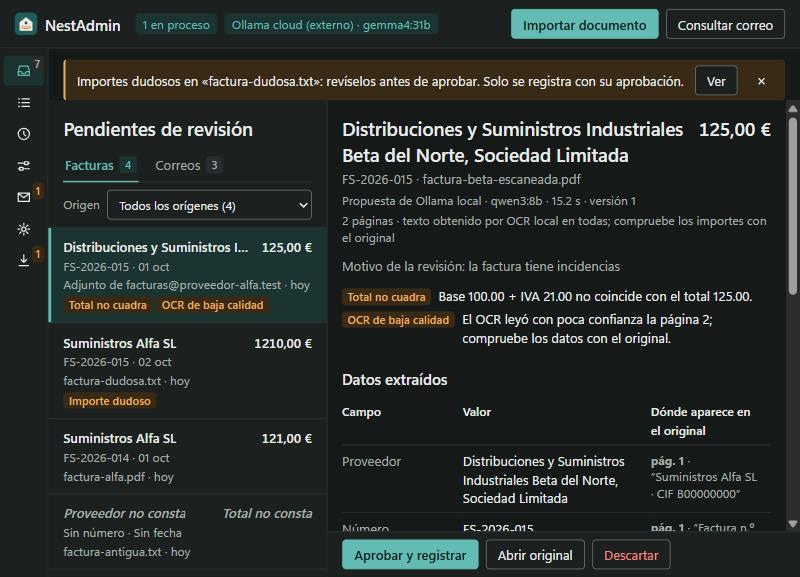 NestAdmin
1 en proceso
Ollama cloud (externo) · gemma4:31b
Importar documento
Consultar correo
7
1
1
Importes dudosos en «factura-dudosa.txt»: revíselos antes de aprobar. Solo se registra con su aprobación.
Ver
×
Pendientes de revisión
Facturas 4
Correos 3
Origen
Todos los orígenes (4)
Distribuciones y Suministros I... 125,00 €
FS-2026-015 · 01 oct
Adjunto de facturas@proveedor-alfa.test · hoy
Total no cuadra
OCR de baja calidad
Suministros Alfa SL 1210,00 €
FS-2026-015 · 02 oct
factura-dudosa.txt · hoy
Importe dudoso
Suministros Alfa SL 121,00 €
FS-2026-014 · 01 oct
factura-alfa.pdf · hoy
Proveedor no consta Total no consta
Sin número · Sin fecha
factura-antigua.txt · hoy
Distribuciones y Suministros Industriales 125,00 €
Beta del Norte, Sociedad Limitada
FS-2026-015 · factura-beta-escaneada.pdf
Propuesta de Ollama local · qwen3:8b · 15.2 s · versión 1
2 páginas · texto obtenido por OCR local en todas; compruebe los importes con
el original
Motivo de la revisión: la factura tiene incidencias
Total no cuadra Base 100.00 + IVA 21.00 no coincide con el total 125.00.
OCR de baja calidad El OCR leyó con poca confianza la página 2;
compruebe los datos con el original.
Datos extraídos
Campo Valor Dónde aparece en
el original
Proveedor Distribuciones y Suministros
Industriales Beta del Norte,
Sociedad Limitada
pág. 1 ·
"Suministros Alfa SL
· CIF B00000000"
Número FS-2026-015 pág. 1 · "Factura n.º
Aprobar y registrar
Abrir original
Descartar